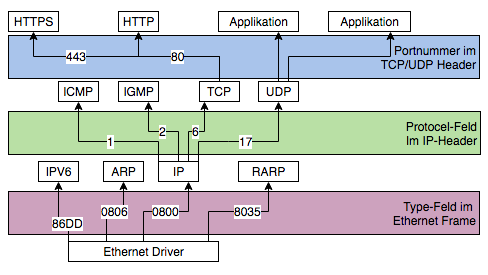 HTTPS
HTTP
Applikation
Applikation
443
80
Portnummer im
TCP/UDP Header
ICMP
IGMP
TCP
UDP
1
2
6
17
Protocel-Feld
Im IP-Header
IPV6
ARP
IP
RARP
86DD
0806
0800
8035
Type-Feld im
Ethernet Frame
Ethernet Driver